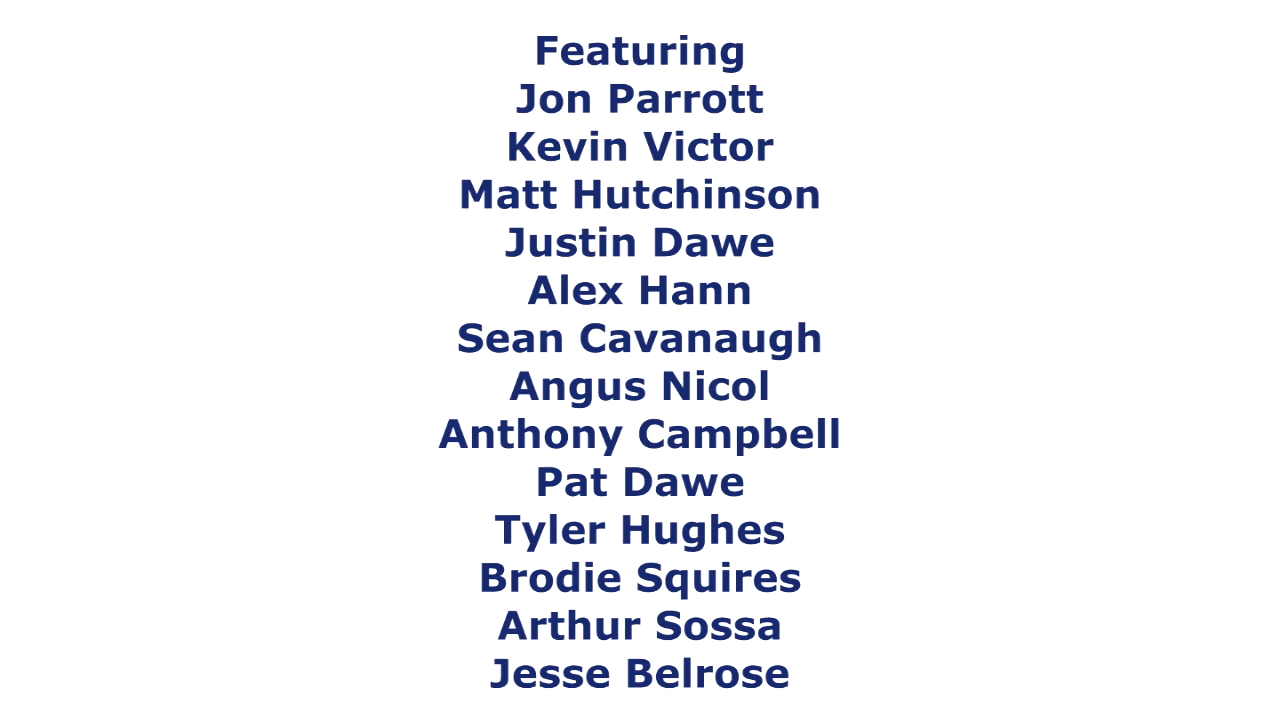 Featuring
Jon Parrott
Kevin Victor
Matt Hutchinson
Justin Dawe
Alex Hann
Sean Cavanaugh
Angus Nicol
Anthony Campbell
Pat Dawe
Tyler Hughes
Brodie Squires
Arthur Sossa
Jesse Belrose